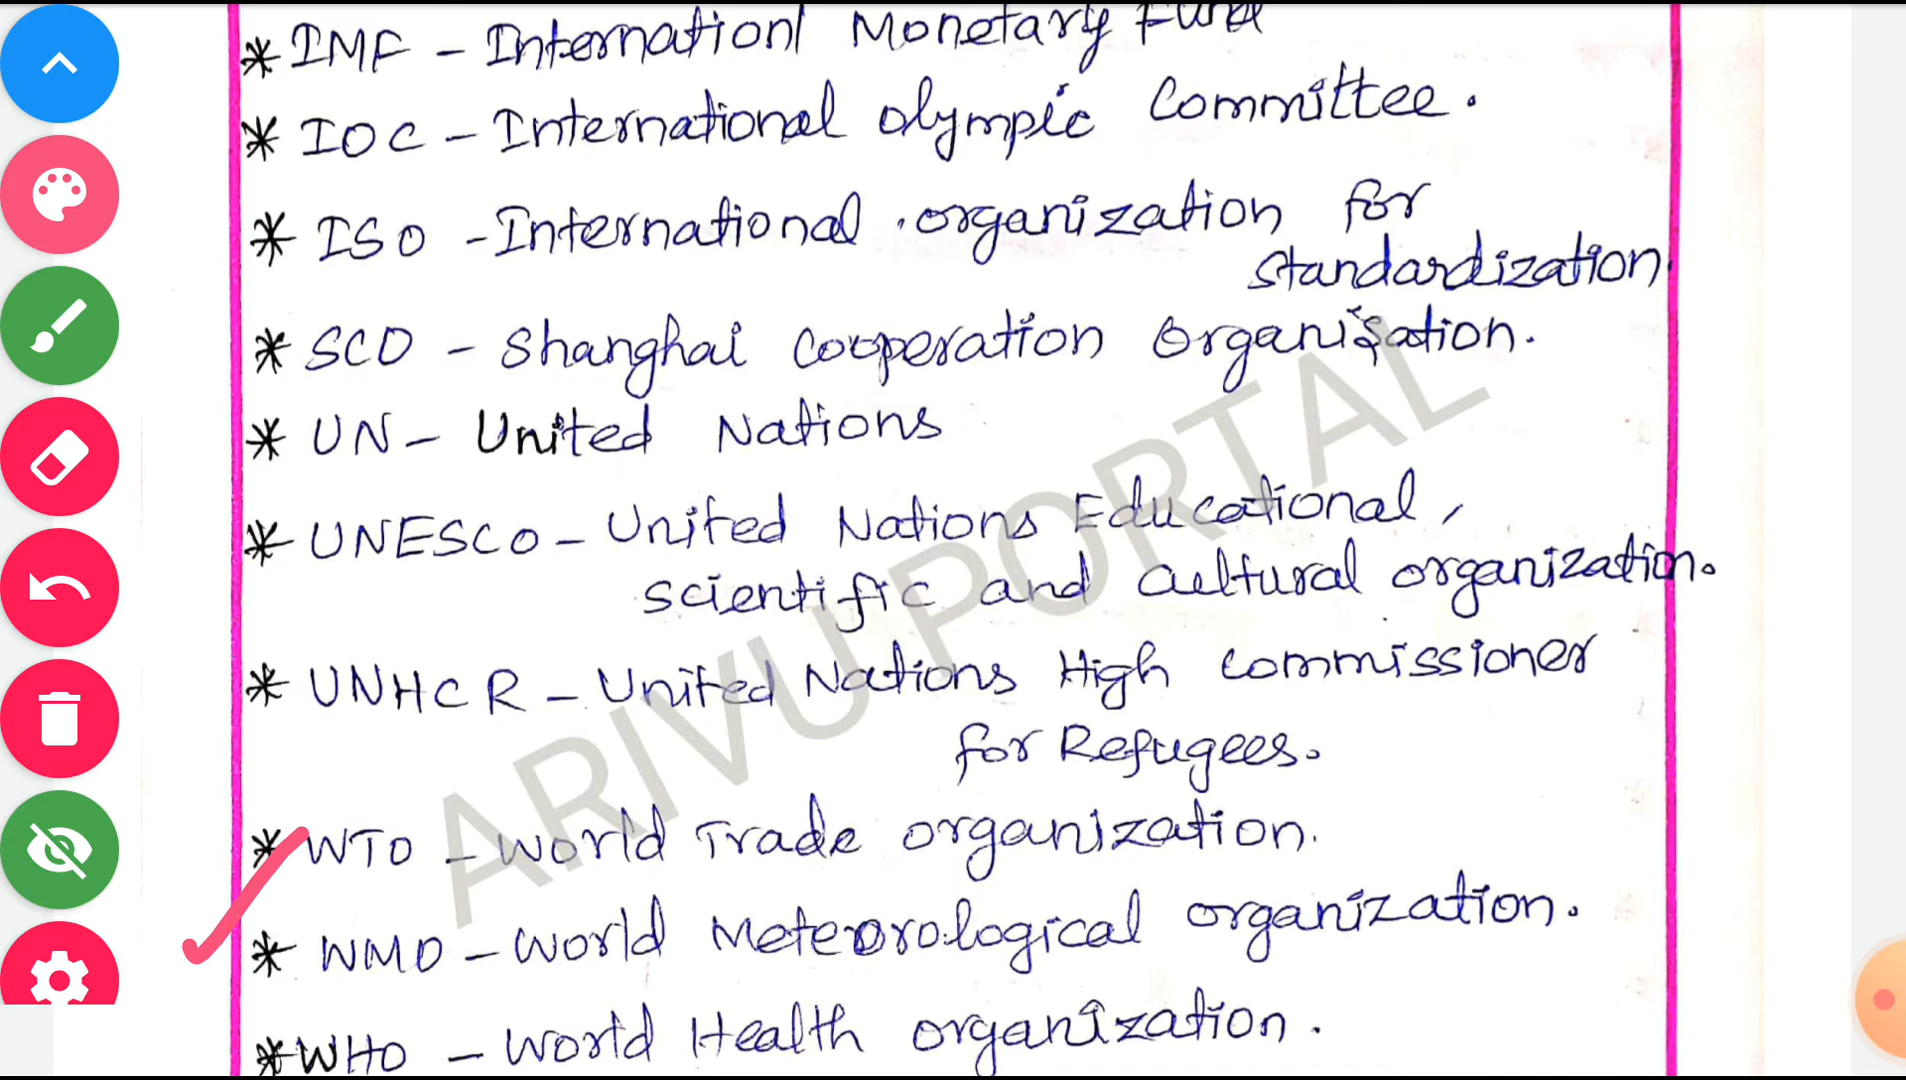 * IMF - Internationl Monetary Fund
* IOC - International olympic Committee.
* ISO - International organization for
standardization
* SCO - Shanghai Cooperation Organisation.
* UN - United Nations
* UNESCO - United Nations Educational,
scientific and cultural organization.
* UNHCR - United Nations High commissioner
for Refugees.
* WTO - World Trade organization.
* WMO - World Meteorological organization.
* WHO - World Health organization.
ARIVU PORTAL